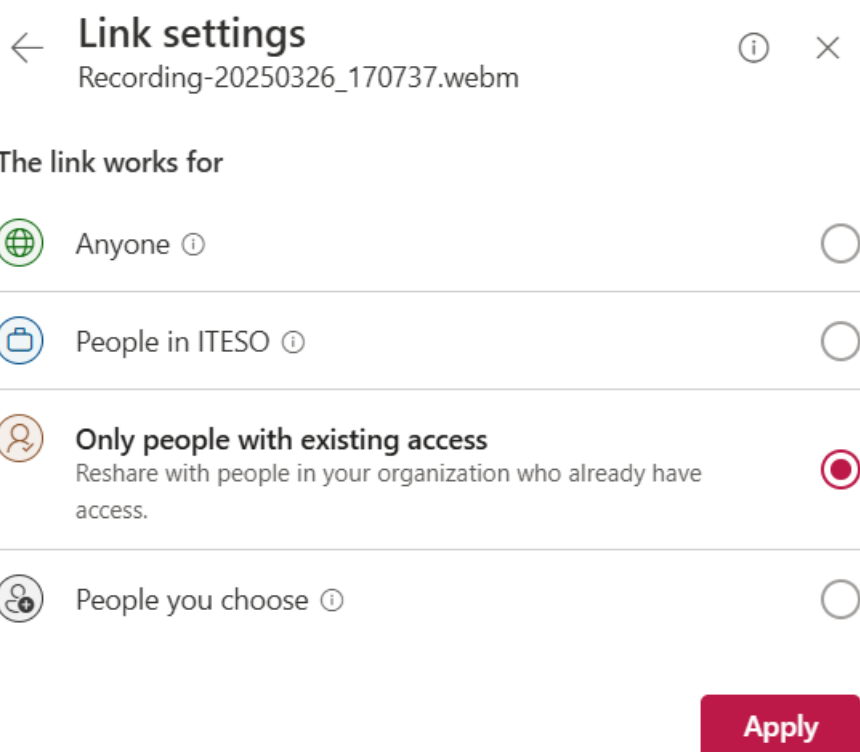 Link settings
Recording-20250326_170737.webm
The link works for
Anyone
People in ITESO
Only people with existing access
Reshare with people in your organization who already have
access.
People you choose
Apply